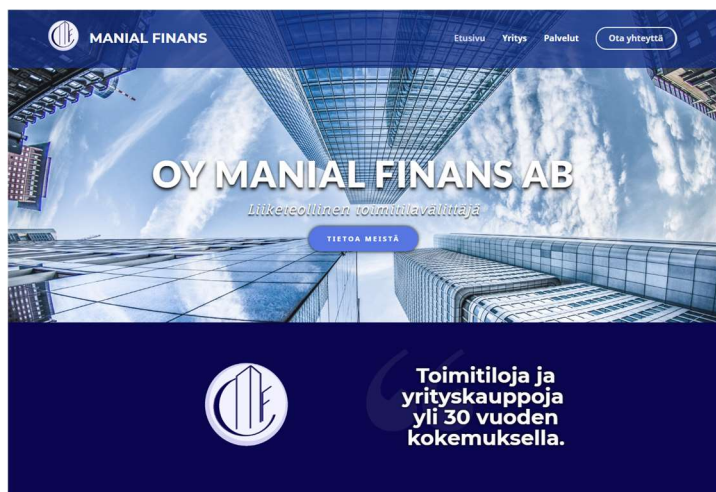 MANIAL FINANS
Etusivu Yritys Palvelut Ota yhteyttä
OY MANIAL FINANS AB
Liiketeollinen toimitilavälittäjä
TIETOA MEISTÄ
Toimitiloja ja
yrityskauppoja
yli 30 vuoden
kokemuksella.